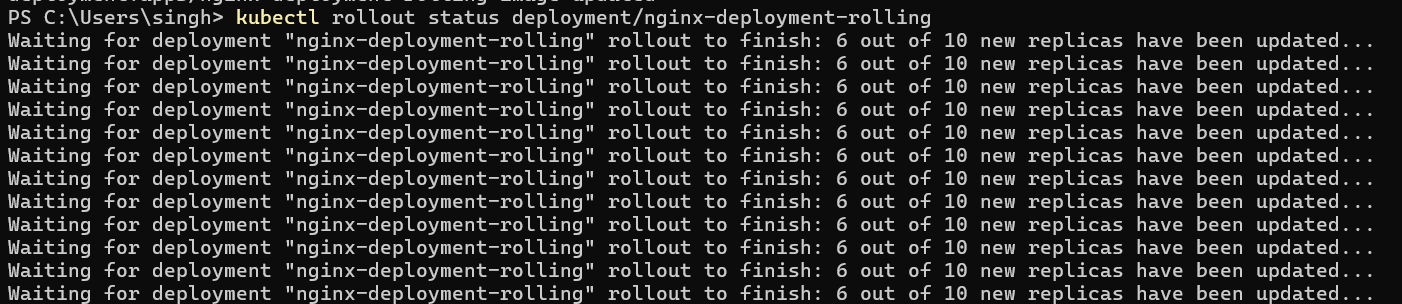 PS C:\Users\singh> kubectl rollout status deployment/nginx-deployment-rolling
Waiting for deployment "nginx-deployment-rolling" rollout to finish: 6 out of 10 new replicas have been updated...
Waiting for deployment "nginx-deployment-rolling" rollout to finish: 6 out of 10 new replicas have been updated...
Waiting for deployment "nginx-deployment-rolling" rollout to finish: 6 out of 10 new replicas have been updated...
Waiting for deployment "nginx-deployment-rolling" rollout to finish: 6 out of 10 new replicas have been updated...
Waiting for deployment "nginx-deployment-rolling" rollout to finish: 6 out of 10 new replicas have been updated...
Waiting for deployment "nginx-deployment-rolling" rollout to finish: 6 out of 10 new replicas have been updated...
Waiting for deployment "nginx-deployment-rolling" rollout to finish: 6 out of 10 new replicas have been updated...
Waiting for deployment "nginx-deployment-rolling" rollout to finish: 6 out of 10 new replicas have been updated...
Waiting for deployment "nginx-deployment-rolling" rollout to finish: 6 out of 10 new replicas have been updated...
Waiting for deployment "nginx-deployment-rolling" rollout to finish: 6 out of 10 new replicas have been updated...
Waiting for deployment "nginx-deployment-rolling" rollout to finish: 6 out of 10 new replicas have been updated...
Waiting for deployment "nginx-deployment-rolling" rollout to finish: 6 out of 10 new replicas have been updated...